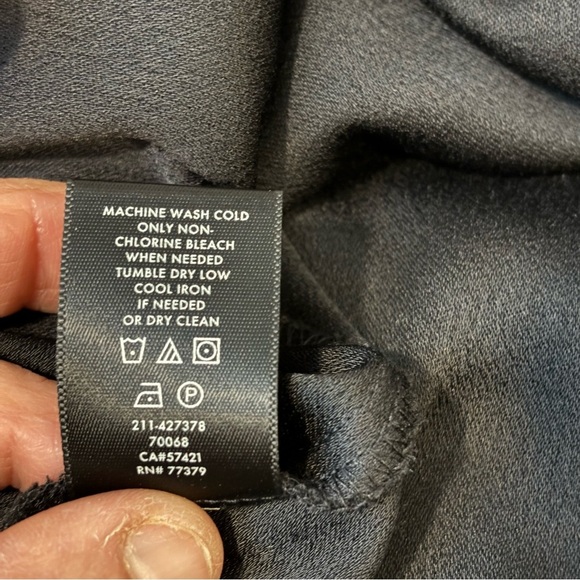 MACHINE WASH COLD
ONLY NON-
CHLORINE BLEACH
WHEN NEEDED
TUMBLE DRY LOW
COOL IRON
IF NEEDED
OR DRY CLEAN
P
211-427378
70068
CA#57421
RN# 77379